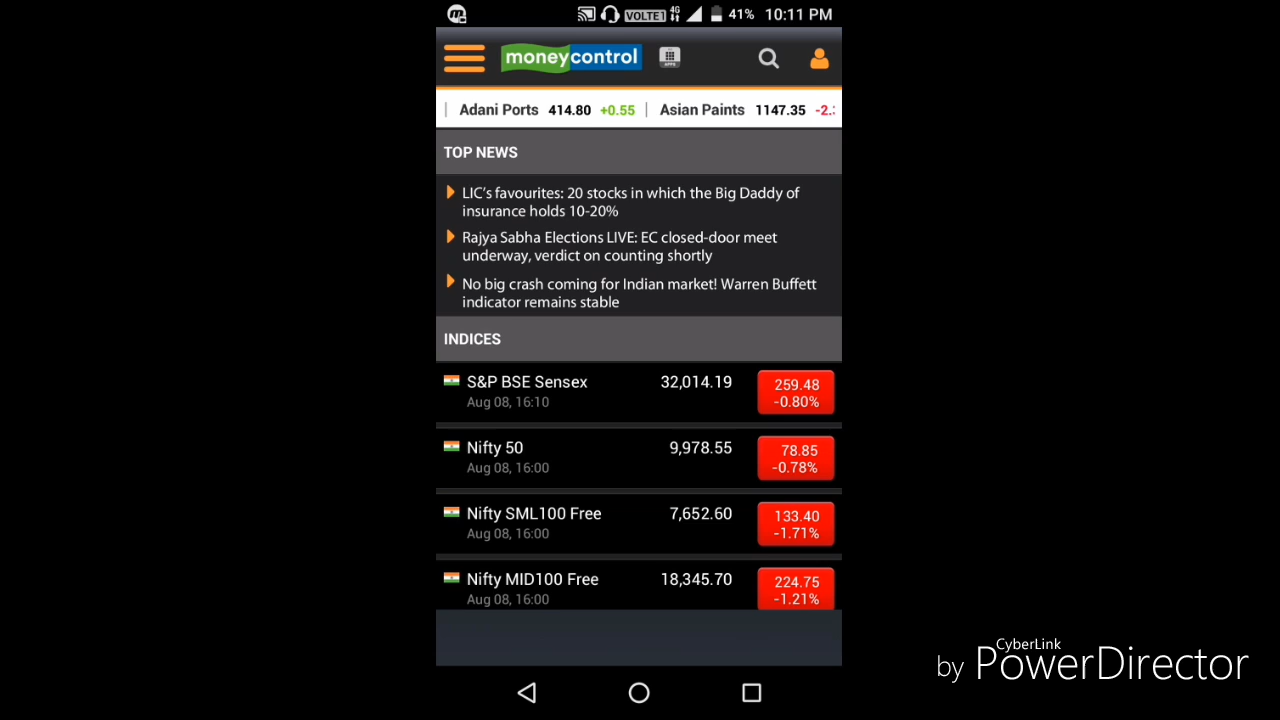 VOLTE1 4G 41% 10:11 PM
moneycontrol APPS
Adani Ports 414.80 +0.55 | Asian Paints 1147.35 -2.
TOP NEWS
LIC's favourites: 20 stocks in which the Big Daddy of
insurance holds 10-20%
Rajya Sabha Elections LIVE: EC closed-door meet
underway, verdict on counting shortly
No big crash coming for Indian market! Warren Buffett
indicator remains stable
INDICES
S&P BSE Sensex 32,014.19 259.48
Aug 08, 16:10 -0.80%
Nifty 50 9,978.55 78.85
Aug 08, 16:00 -0.78%
Nifty SML100 Free 7,652.60 133.40
Aug 08, 16:00 -1.71%
Nifty MID100 Free 18,345.70 224.75
Aug 08, 16:00 -1.21%
CyberLink
by PowerDirector